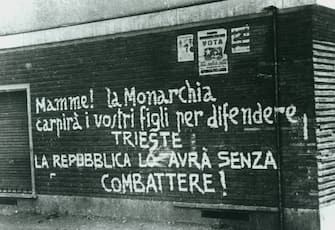 VOTA
Mamme! la Monarchia
carpirà i vostri figli per difendere
TRIESTE
LA REPUBBLICA LO AVRÀ SENZA
COMBATTERE!